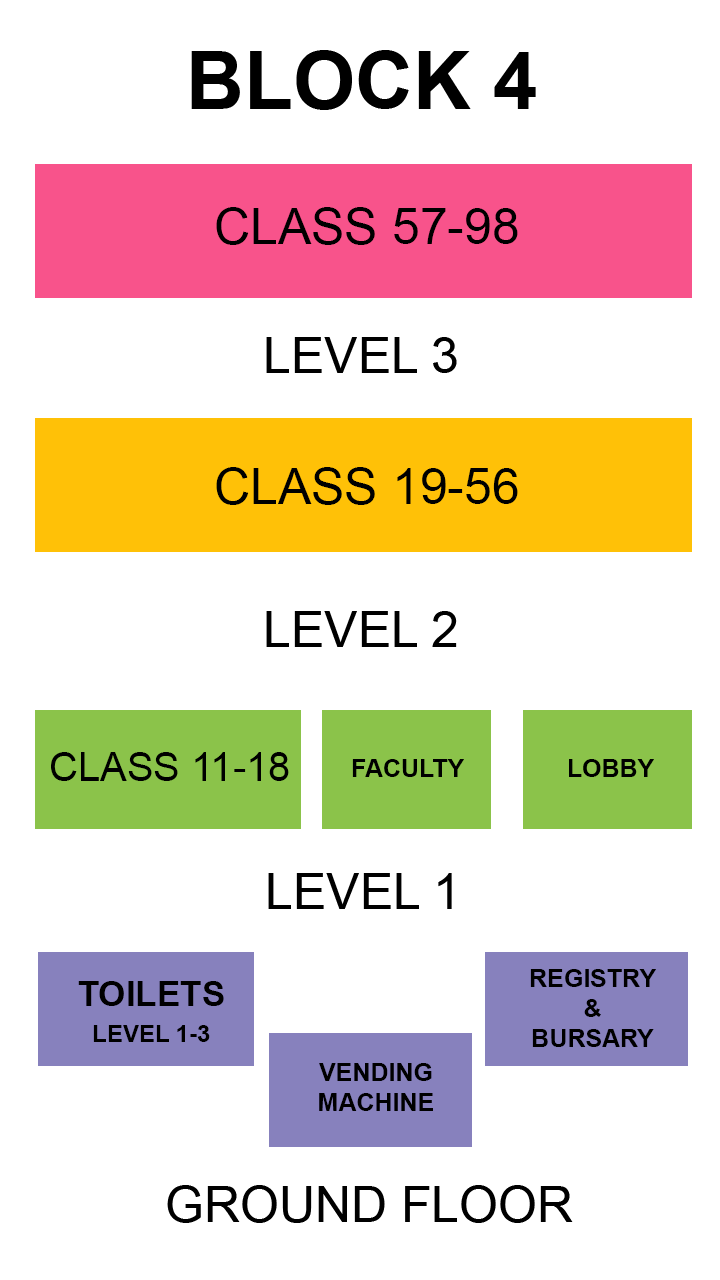 BLOCK 4
CLASS 57-98
LEVEL 3
CLASS 19-56
LEVEL 2
CLASS 11-18
FACULTY
LOBBY
LEVEL 1
TOILETS
LEVEL 1-3
REGISTRY
&
BURSARY
VENDING
MACHINE
GROUND FLOOR